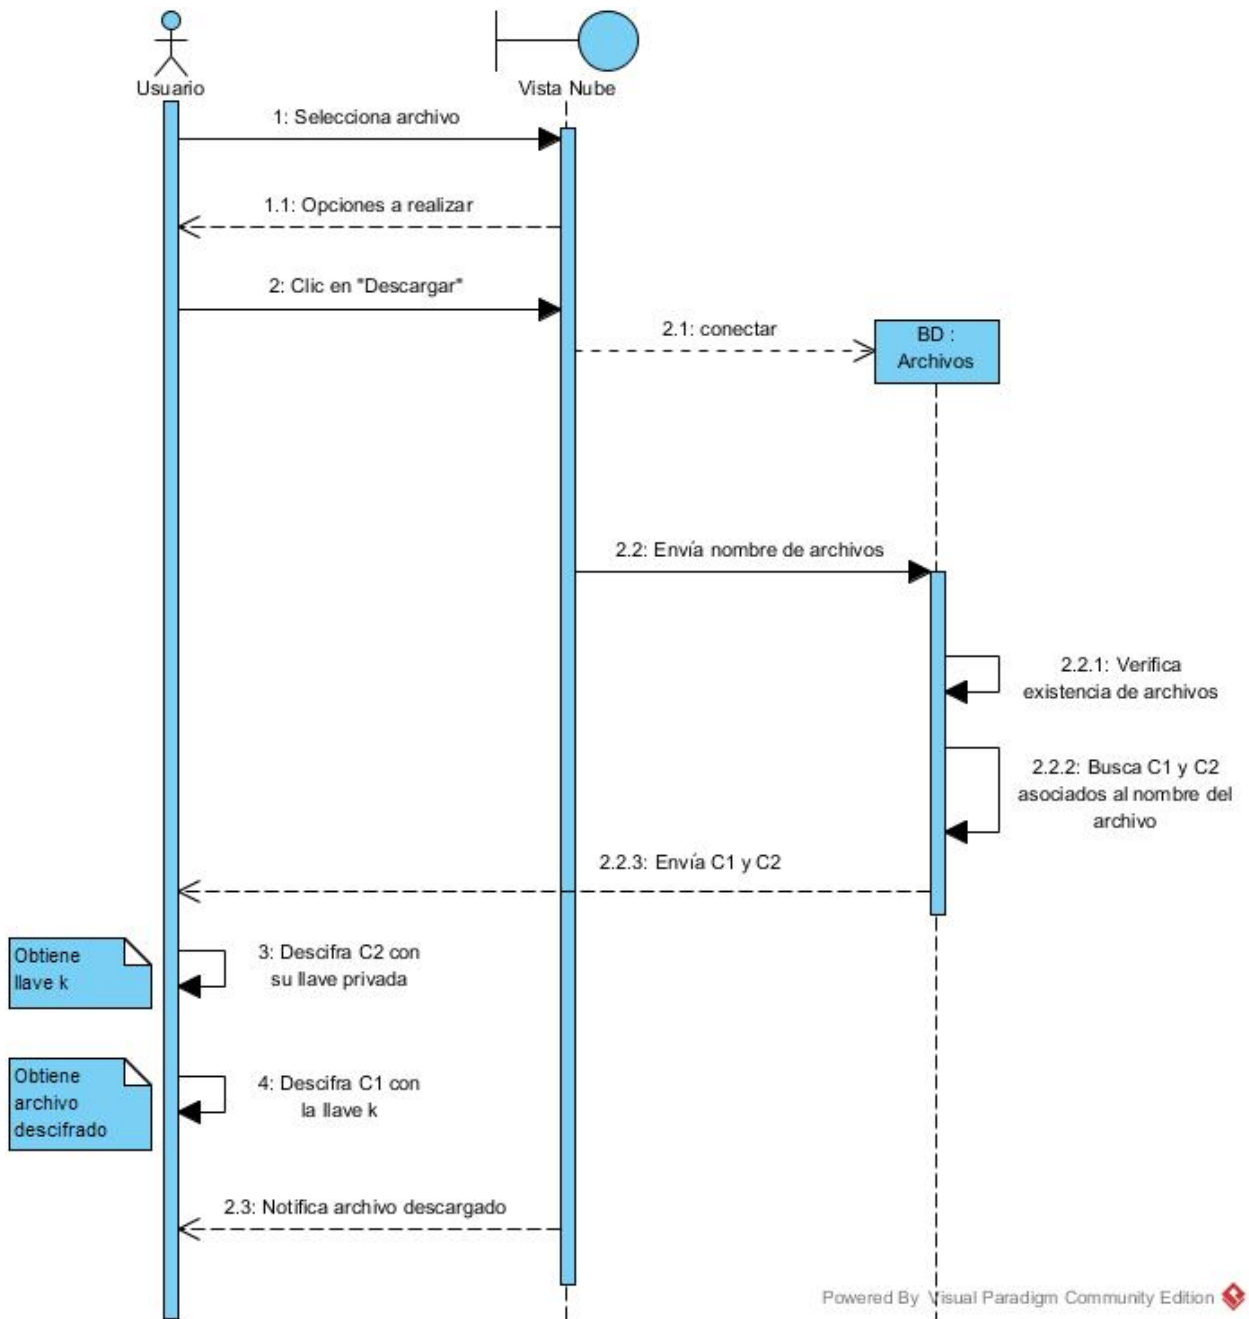 Usuario
Vista Nube
1: Selecciona archivo
1.1: Opciones a realizar
2: Clic en "Descargar"
2.1: conectar
BD :
Archivos
2.2: Envía nombre de archivos
2.2.1: Verifica
existencia de archivos
2.2.2: Busca C1 y C2
asociados al nombre del
archivo
2.2.3: Envía C1 y C2
Obtiene
llave k
3: Descifra C2 con
su llave privada
Obtiene
archivo
descifrado
4: Descifra C1 con
la llave k
2.3: Notifica archivo descargado
Powered By Visual Paradigm Community Edition